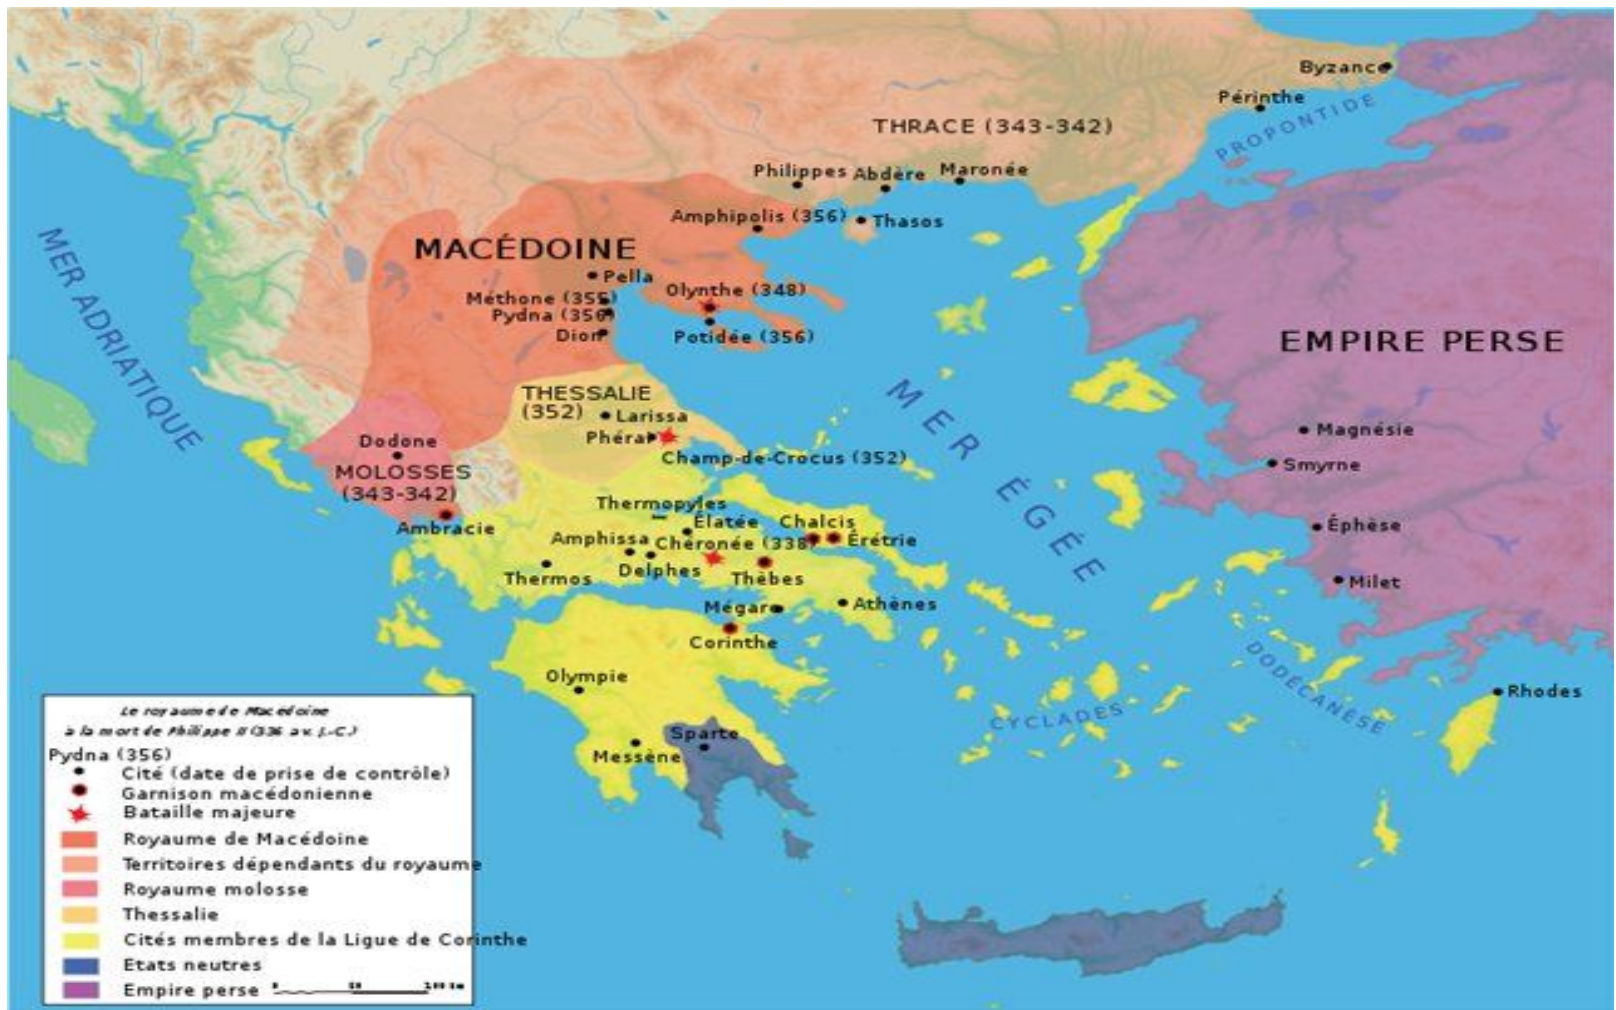 Byzance
Périnthe
PROPONTIDE
THRACE (343-342)
Philippes
Abdère
Maronée
Amphipolis (356)
Thasos
MER ADRIATIQUE
MACÉDOINE
Pella
Méthone (355)
Olynthe (348)
Pydna (356)
Dion
Potidée (356)
EMPIRE PERSE
THESSALIE
(352)
Larissa
MER ÉGÉE
Magnésie
Dodone
Champ-de-Crocus (352)
Smyrne
MOLOSSES
(343-342)
Thermopyles
Ambracie
Élatée
Chalcis
Éphèse
Amphissa
Chéronée (338)
Érétrie
Delphes
Thermos
Thèbes
Milet
Mégare
Athènes
Corinthe
DODÉCANÈSE
Olympie
Rhodes
CYCLADES
Sparte
Messène
Le royaume de Macédoine
à la mort de Philippe II (336 av. J.-C.)
Pydna (356)
Cité (date de prise de contrôle)
Garnison macédonienne
Bataille majeure
Royaume de Macédoine
Territoires dépendants du royaume
Royaume molosse
Thessalie
Cités membres de la Ligue de Corinthe
Etats neutres
Empire perse